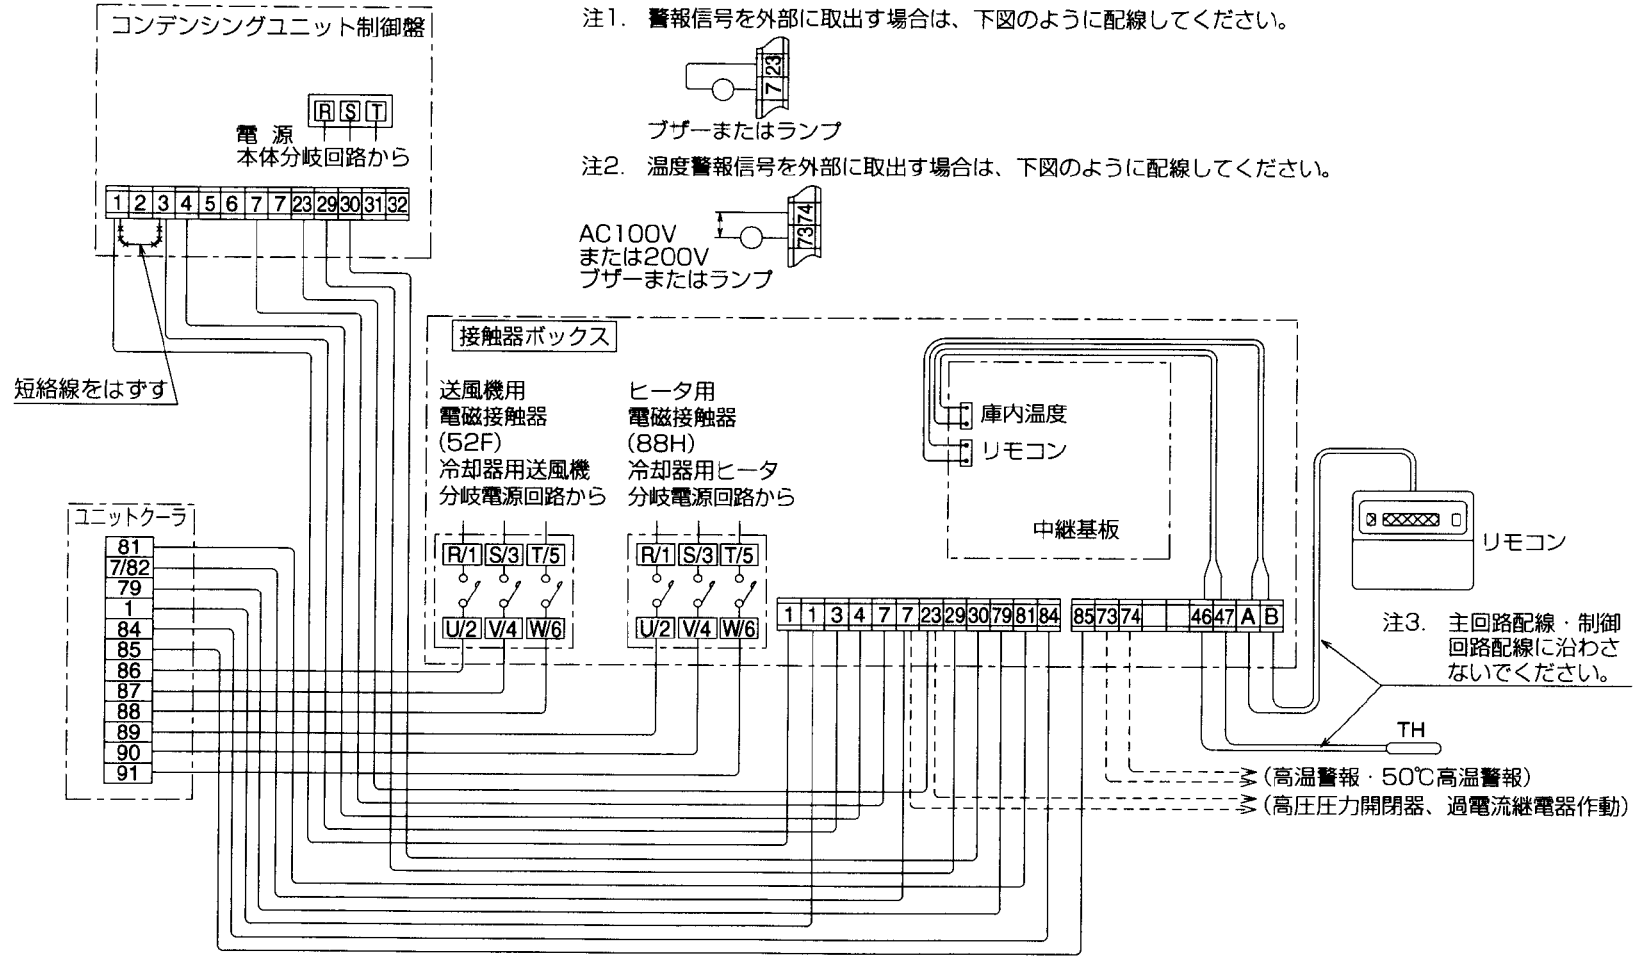 コンデンシングユニット制御盤
R S T
電 源
本体分岐回路から
1 2 3 4 5 6 7 7 23 29 30 31 32
短絡線をはずす
注1. 警報信号を外部に取出す場合は、下図のように配線してください。
7 23
ブザーまたはランプ
注2. 温度警報信号を外部に取出す場合は、下図のように配線してください。
73 74
AC100V
または200V
ブザーまたはランプ
接触器ボックス
送風機用
電磁接触器
(52F)
冷却器用送風機
分岐電源回路から
R/1 S/3 T/5
U/2 V/4 W/6
ヒータ用
電磁接触器
(88H)
冷却器用ヒータ
分岐電源回路から
R/1 S/3 T/5
U/2 V/4 W/6
庫内温度
リモコン
中継基板
1 1 3 4 7 7 23 29 30 79 81 84
85 73 74 46 47 A B
リモコン
注3. 主回路配線・制御
回路配線に沿わさ
ないでください。
TH
(高温警報・50℃高温警報)
(高圧圧力開閉器、過電流継電器作動)
ユニットクーラ
81
7/82
79
1
84
85
86
87
88
89
90
91